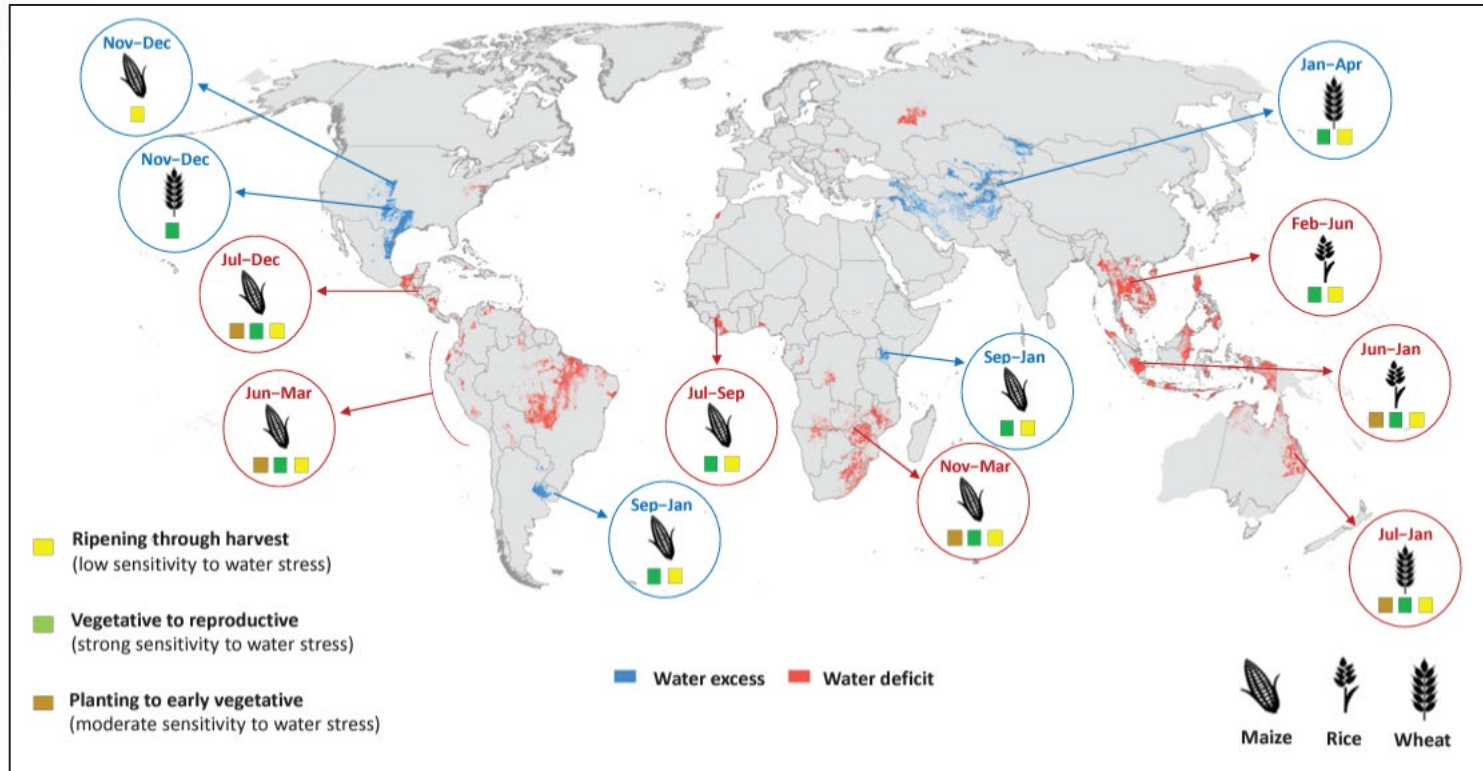 Nov–Dec
Jan–Apr
Nov–Dec
Feb–Jun
Jul–Dec
Jun–Jan
Sep–Jan
Jun–Mar
Jul–Sep
Nov–Mar
Sep–Jan
Jul–Jan
Ripening through harvest
(low sensitivity to water stress)
Vegetative to reproductive
(strong sensitivity to water stress)
Planting to early vegetative
(moderate sensitivity to water stress)
Water excess
Water deficit
Maize
Rice
Wheat